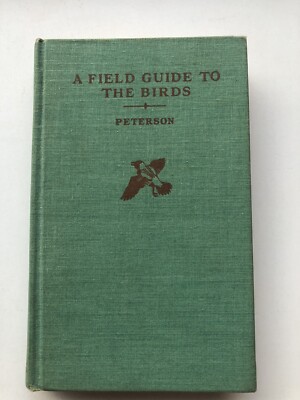 A FIELD GUIDE TO
THE BIRDS
PETERSON